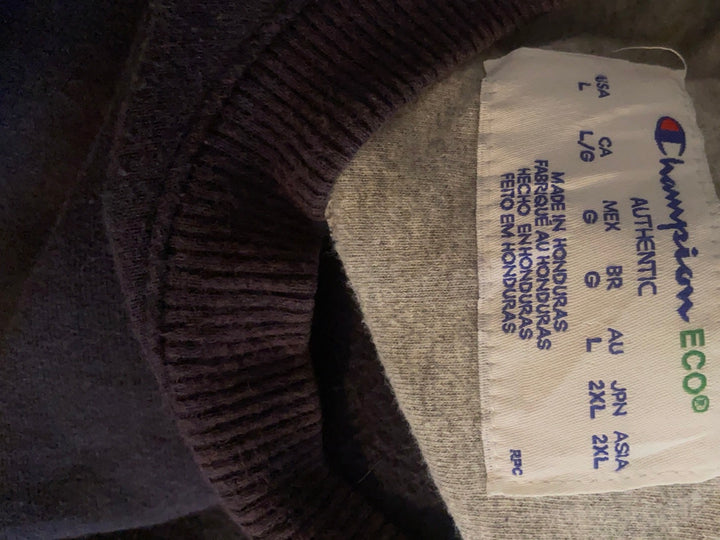 Champion ECO®
AUTHENTIC
USA CA MEX BR AU JPN ASIA
L L/G G G L 2XL 2XL
MADE IN HONDURAS
FABRIQUÉ AU HONDURAS
HECHO EN HONDURAS
FEITO EM HONDURAS
RPC